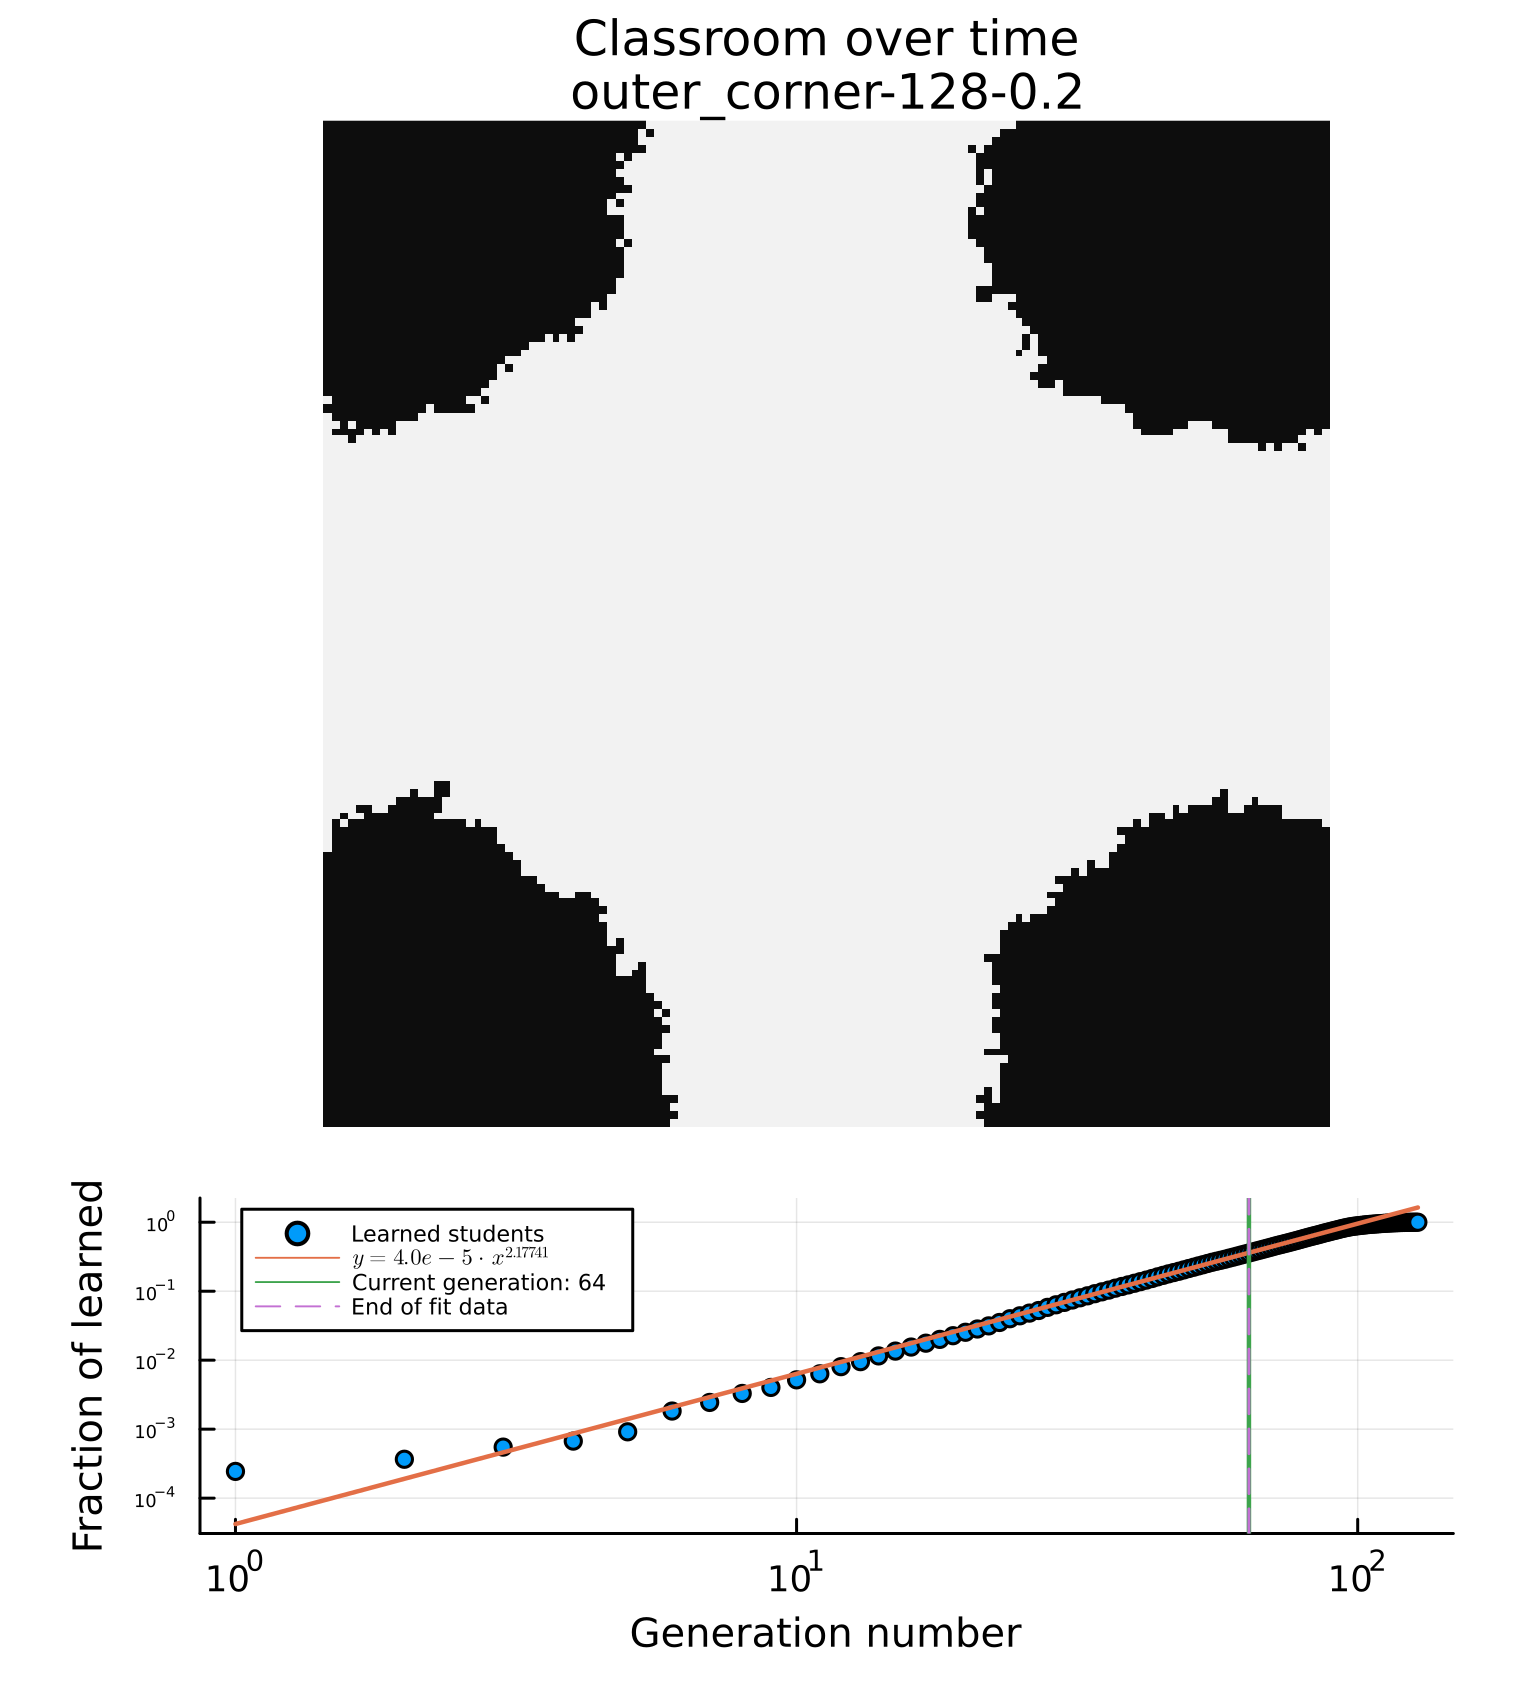 Classroom over time
outer_corner-128-0.2
Fraction of learned
10^0
10^−1
10^−2
10^−3
10^−4
Learned students
y = 4.0e − 5 · x^2.17741
Current generation: 64
End of fit data
10^0 10^1 10^2
Generation number